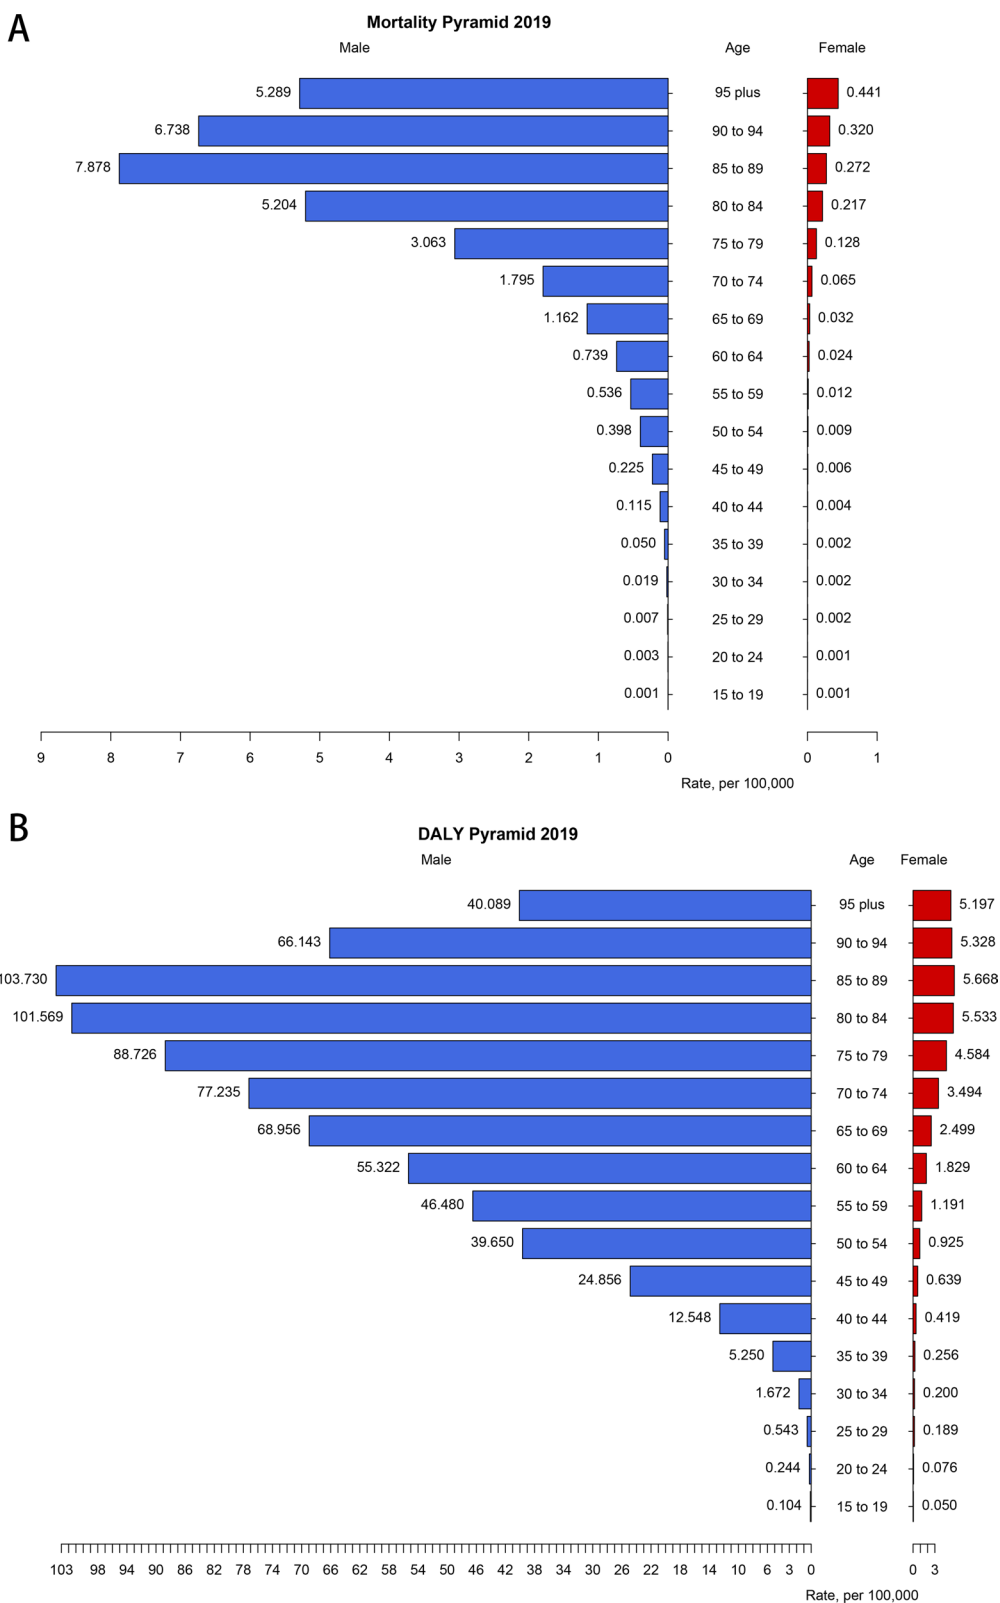 A
Mortality Pyramid 2019
Male Age Female
5.289 95 plus 0.441
6.738 90 to 94 0.320
7.878 85 to 89 0.272
5.204 80 to 84 0.217
3.063 75 to 79 0.128
1.795 70 to 74 0.065
1.162 65 to 69 0.032
0.739 60 to 64 0.024
0.536 55 to 59 0.012
0.398 50 to 54 0.009
0.225 45 to 49 0.006
0.115 40 to 44 0.004
0.050 35 to 39 0.002
0.019 30 to 34 0.002
0.007 25 to 29 0.002
0.003 20 to 24 0.001
0.001 15 to 19 0.001
9 8 7 6 5 4 3 2 1 0 0 1
Rate, per 100,000
B
DALY Pyramid 2019
Male Age Female
40.089 95 plus 5.197
66.143 90 to 94 5.328
103.730 85 to 89 5.668
101.569 80 to 84 5.533
88.726 75 to 79 4.584
77.235 70 to 74 3.494
68.956 65 to 69 2.499
55.322 60 to 64 1.829
46.480 55 to 59 1.191
39.650 50 to 54 0.925
24.856 45 to 49 0.639
12.548 40 to 44 0.419
5.250 35 to 39 0.256
1.672 30 to 34 0.200
0.543 25 to 29 0.189
0.244 20 to 24 0.076
0.104 15 to 19 0.050
103 98 94 90 86 82 78 74 70 66 62 58 54 50 46 42 38 34 30 26 22 18 14 10 6 3 0 0 3
Rate, per 100,000